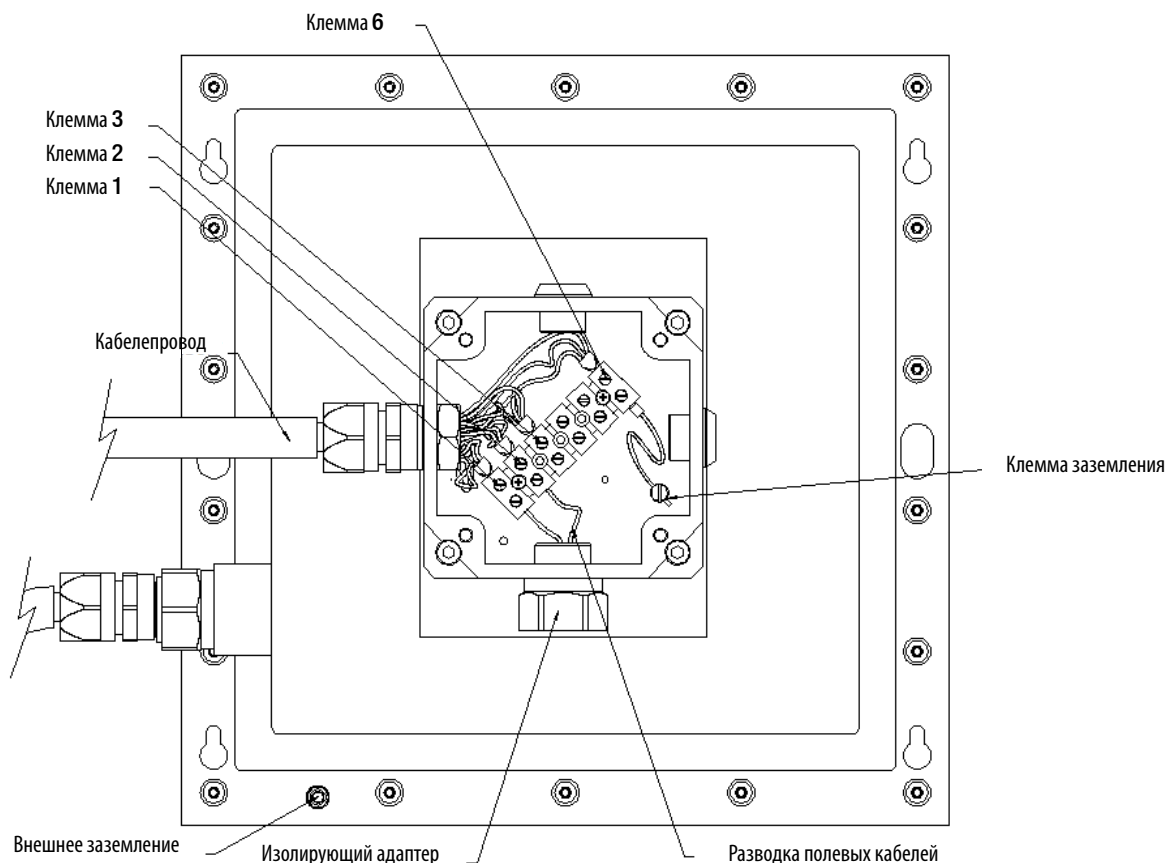 Клемма 6
Клемма 3
Клемма 2
Клемма 1
Кабелепровод
Клемма заземления
Внешнее заземление
Изолирующий адаптер
Разводка полевых кабелей